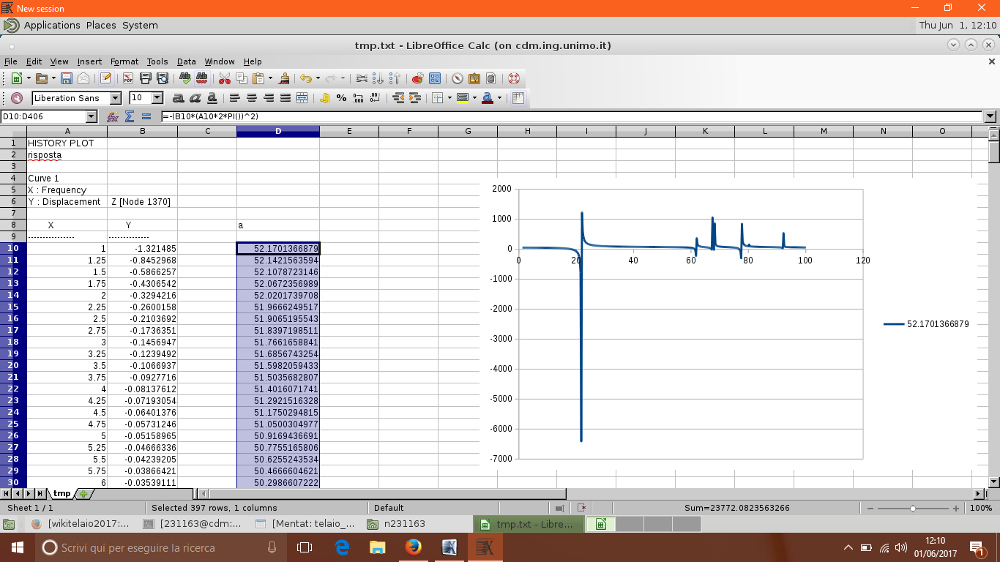 New session
Applications Places System
Thu Jun 1, 12:10
tmp.txt - LibreOffice Calc (on cdm.ing.unimo.it)
File Edit View Insert Format Tools Data Window Help
Liberation Sans 10
D10:D406 =-(B10*(A10*2*PI())^2)
A B C D E F G H I J K L M N O
1 HISTORY PLOT
2 risposta
3
4 Curve 1
5 X : Frequency
6 Y : Displacement Z [Node 1370]
7
8 X Y a
9 ---------------- --------------
10 1 -1.321485 52.1701366879
11 1.25 -0.8452968 52.1421563594
12 1.5 -0.5866257 52.1078723146
13 1.75 -0.4306542 52.0672356989
14 2 -0.3294216 52.0201739708
15 2.25 -0.2600158 51.9666249517
16 2.5 -0.2103692 51.9065195543
17 2.75 -0.1736351 51.8397198511
18 3 -0.1456947 51.7661658841
19 3.25 -0.1239492 51.6856743254
20 3.5 -0.1066937 51.5982059433
21 3.75 -0.0927716 51.5035682807
22 4 -0.08137612 51.4016071741
23 4.25 -0.07193054 51.2921516328
24 4.5 -0.06401376 51.1750294815
25 4.75 -0.05731246 51.0500304977
26 5 -0.05158965 50.9169436691
27 5.25 -0.04666336 50.7755165806
28 5.5 -0.04239205 50.6255243534
29 5.75 -0.03866421 50.4666604621
30 6 -0.03539111 50.2986607222
2000
1000
0
-1000
-2000
-3000
-4000
-5000
-6000
-7000
0 20 40 60 80 100 120
52.1701366879
tmp
Sheet 1 / 1 Selected 397 rows, 1 columns Default Sum=23772.0823563266 100%
[wikitelaio2017:... [231163@cdm:... [Mentat: telaio_... n231163 tmp.txt - Libre...
Scrivi qui per eseguire la ricerca
12:10
01/06/2017
1